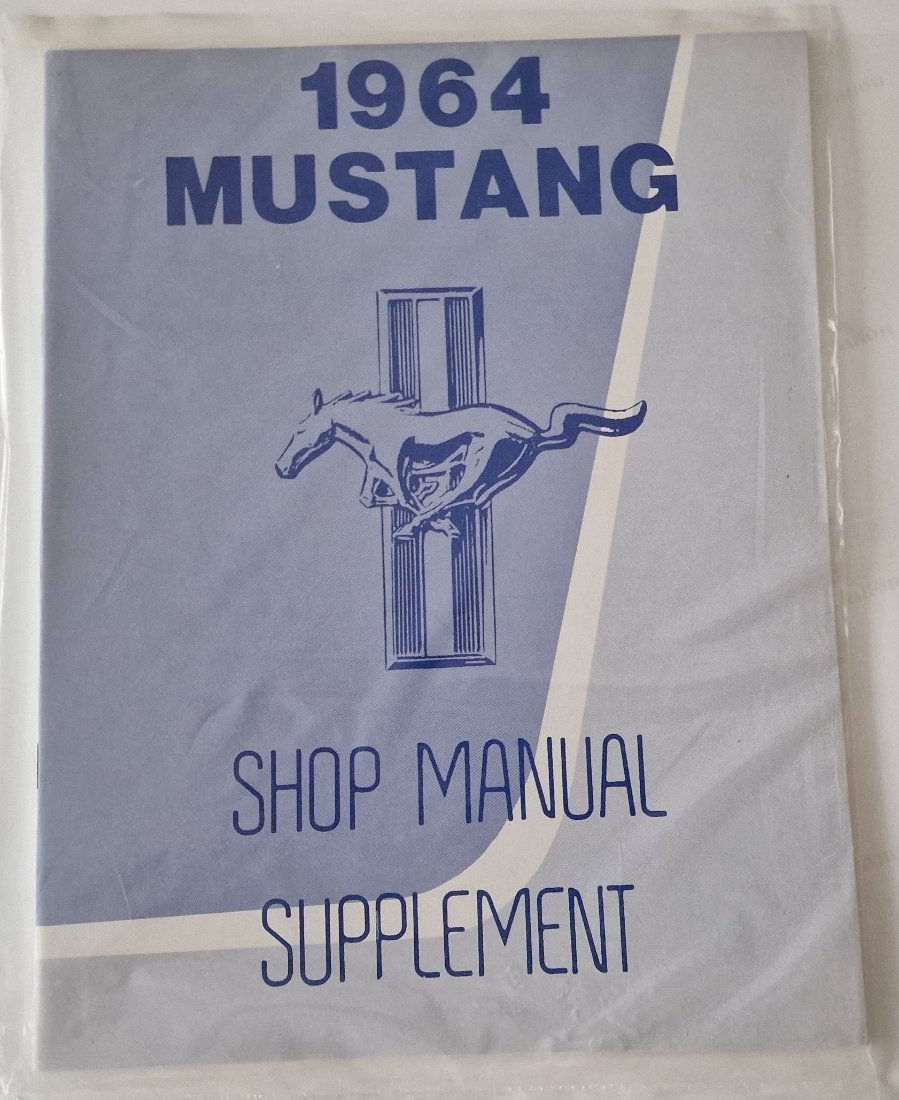 1964
MUSTANG
SHOP MANUAL
SUPPLEMENT